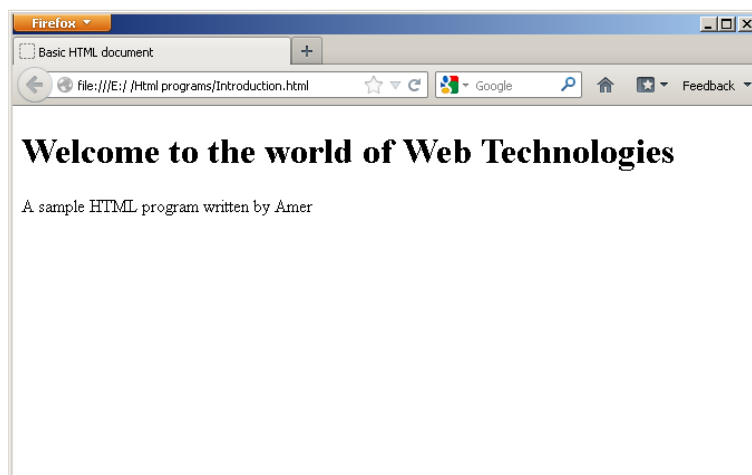 Firefox
Basic HTML document
file:///E:/ /Html programs/Introduction.html
Google
Feedback
Welcome to the world of Web Technologies
A sample HTML program written by Amer